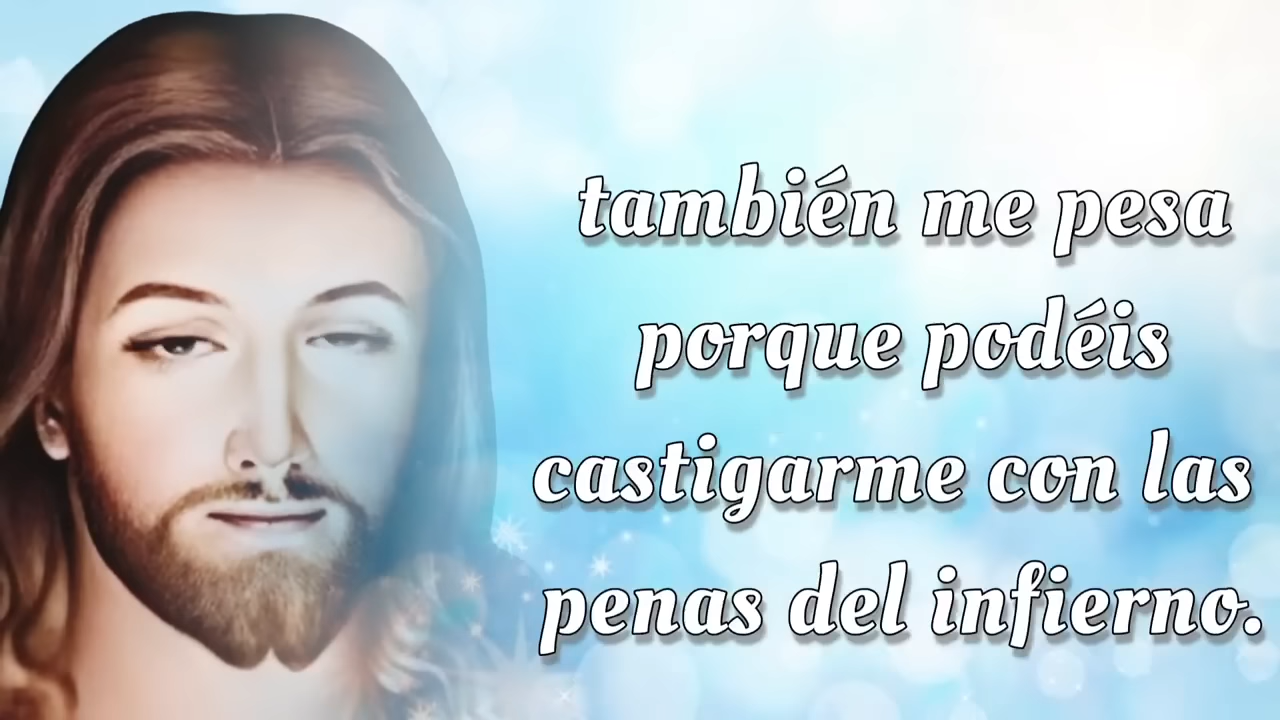 también me pesa
porque podéis
castigarme con las
penas del infierno.